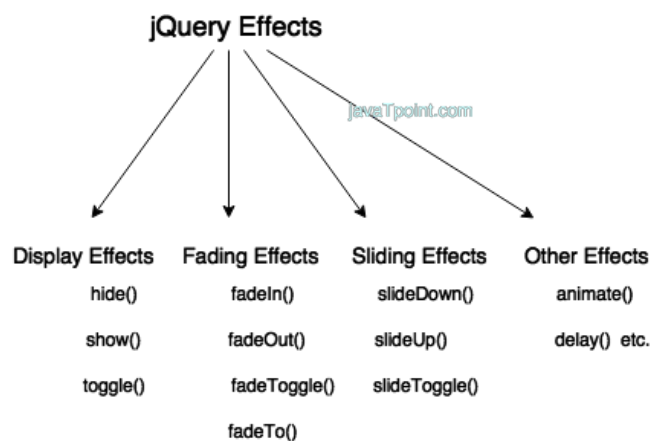 jQuery Effects
javaTpoint.com
Display Effects
hide()
show()
toggle()
Fading Effects
fadeIn()
fadeOut()
fadeToggle()
fadeTo()
Sliding Effects
slideDown()
slideUp()
slideToggle()
Other Effects
animate()
delay() etc.